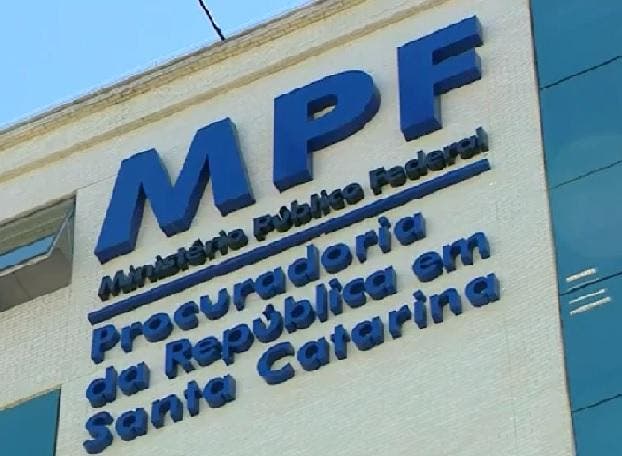 MPF
Ministério Público Federal
Procuradoria
da República em
Santa Catarina